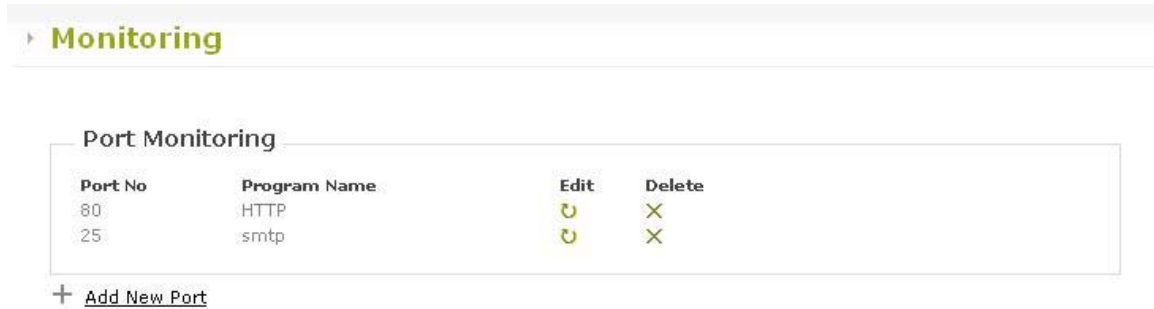 Monitoring
Port Monitoring
Port No Program Name Edit Delete
80 HTTP
25 smtp
Add New Port